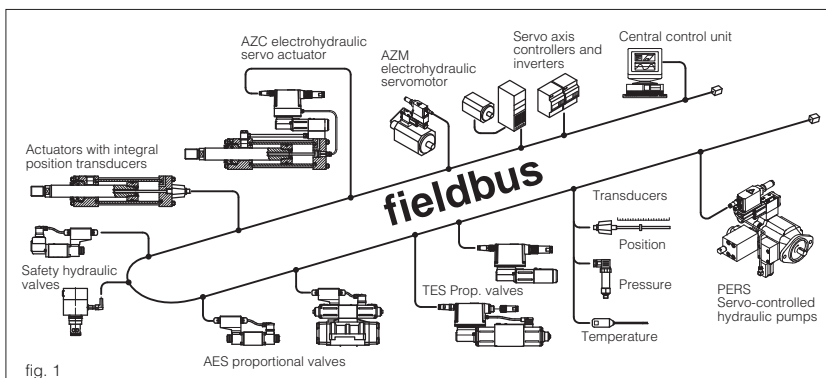 AZC electrohydraulic
servo actuator
AZM
electrohydraulic
servomotor
Servo axis
controllers and
inverters
Central control unit
Actuators with integral
position transducers
fieldbus
Transducers
Position
Safety hydraulic
valves
TES Prop. valves
Pressure
PERS
Servo-controlled
hydraulic pumps
Temperature
AES proportional valves
fig. 1